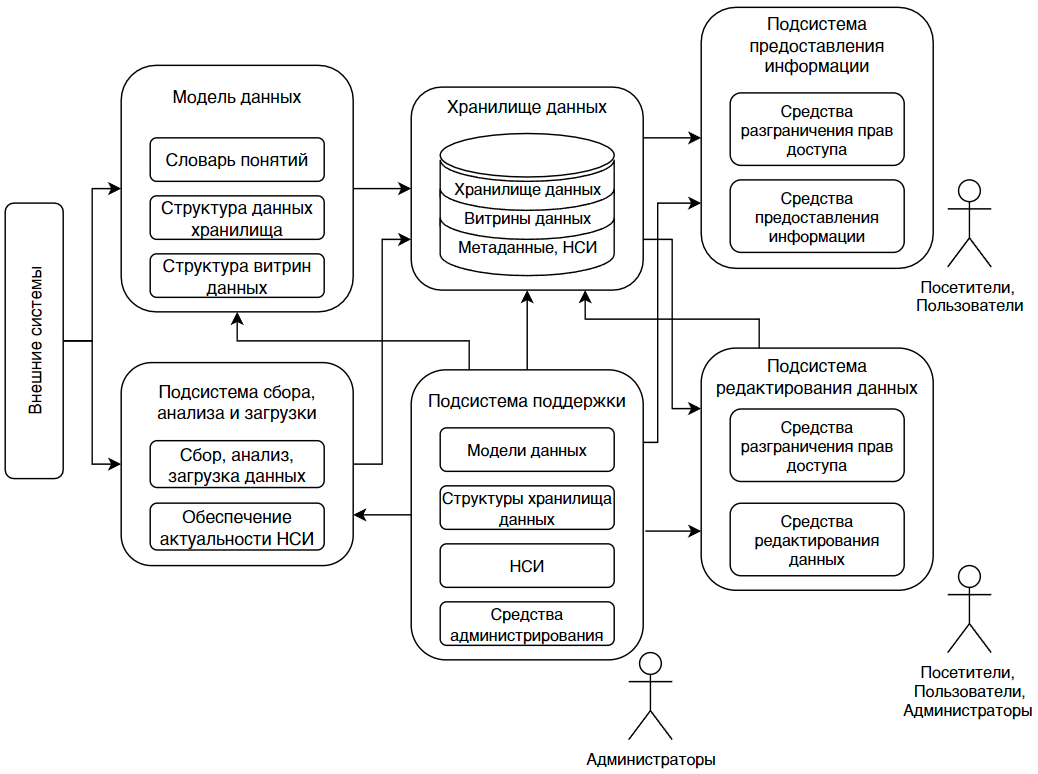 Внешние системы
Модель данных
Словарь понятий
Структура данных
хранилища
Структура витрин
данных
Подсистема сбора,
анализа и загрузки
Сбор, анализ,
загрузка данных
Обеспечение
актуальности НСИ
Хранилище данных
Хранилище данных
Витрины данных
Метаданные, НСИ
Подсистема поддержки
Модели данных
Структуры хранилища
данных
НСИ
Средства
администрирования
Администраторы
Подсистема
предоставления
информации
Средства
разграничения прав
доступа
Средства
предоставления
информации
Посетители,
Пользователи
Подсистема
редактирования данных
Средства
разграничения прав
доступа
Средства
редактирования
данных
Посетители,
Пользователи,
Администраторы